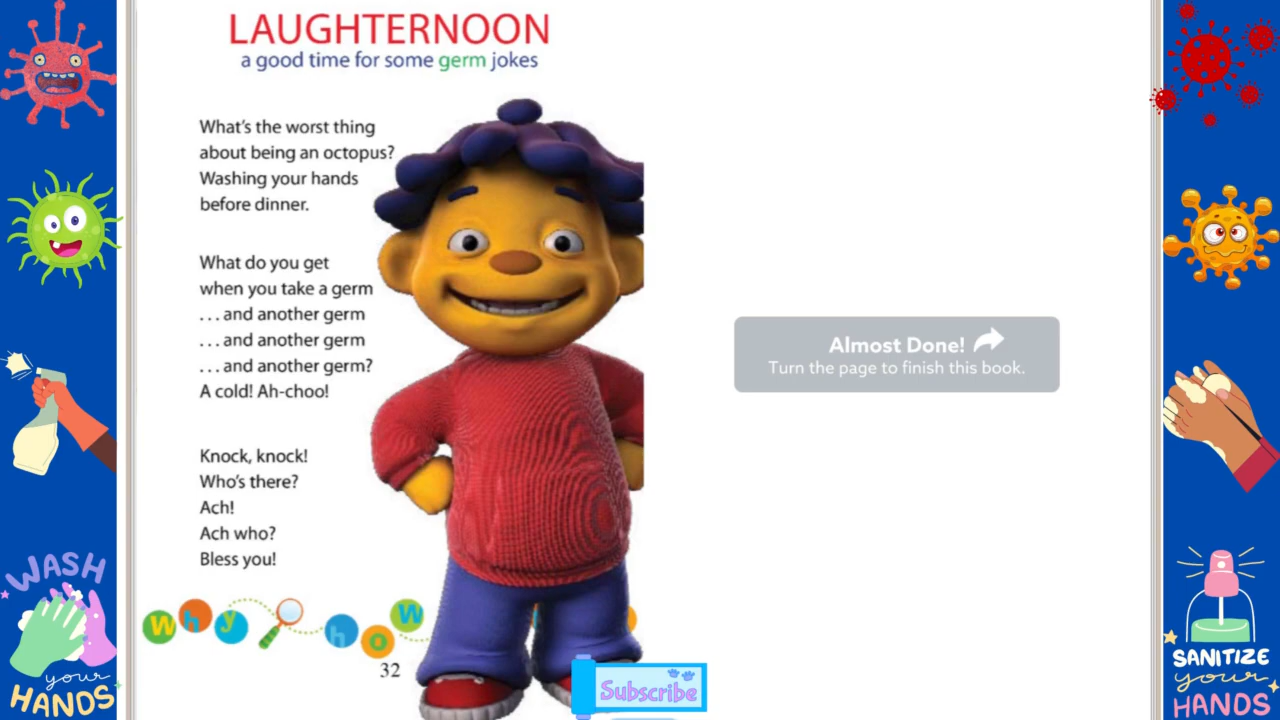 LAUGHTERNOON
a good time for some germ jokes
What's the worst thing
about being an octopus?
Washing your hands
before dinner.
What do you get
when you take a germ
...and another germ
...and another germ
...and another germ?
A cold! Ah-choo!
Knock, knock!
Who's there?
Ach!
Ach who?
Bless you!
why
how
32
Almost Done!
Turn the page to finish this book.
Subscribe
WASH
your
HANDS
SANITIZE
your
HANDS